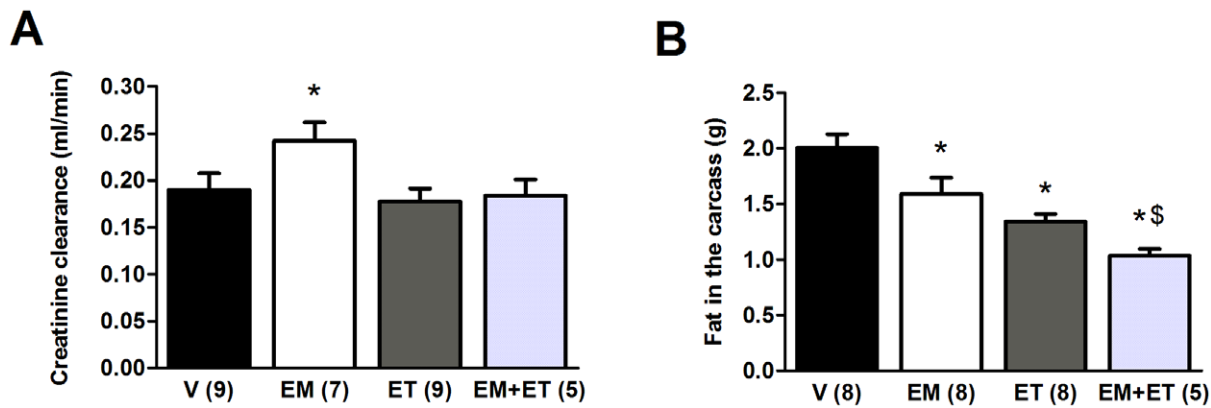 A
Creatinine clearance (ml/min)
0.30
0.25
0.20
0.15
0.10
0.05
0.00
*
V (9) EM (7) ET (9) EM+ET (5)
B
Fat in the carcass (g)
2.5
2.0
1.5
1.0
0.5
0.0
*
*
*$
V (8) EM (8) ET (8) EM+ET (5)